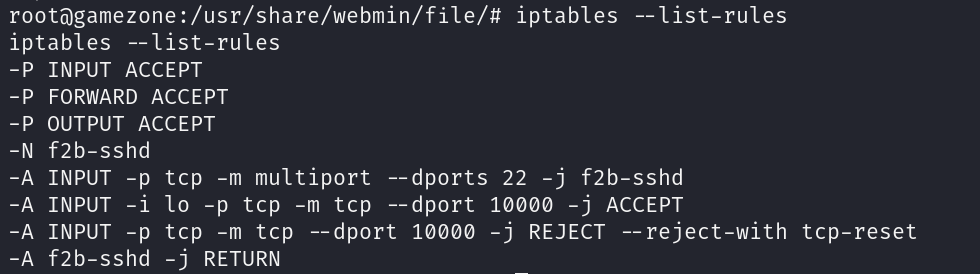 root@gamezone:/usr/share/webmin/file/# iptables --list-rules
iptables --list-rules
-P INPUT ACCEPT
-P FORWARD ACCEPT
-P OUTPUT ACCEPT
-N f2b-sshd
-A INPUT -p tcp -m multiport --dports 22 -j f2b-sshd
-A INPUT -i lo -p tcp -m tcp --dport 10000 -j ACCEPT
-A INPUT -p tcp -m tcp --dport 10000 -j REJECT --reject-with tcp-reset
-A f2b-sshd -j RETURN